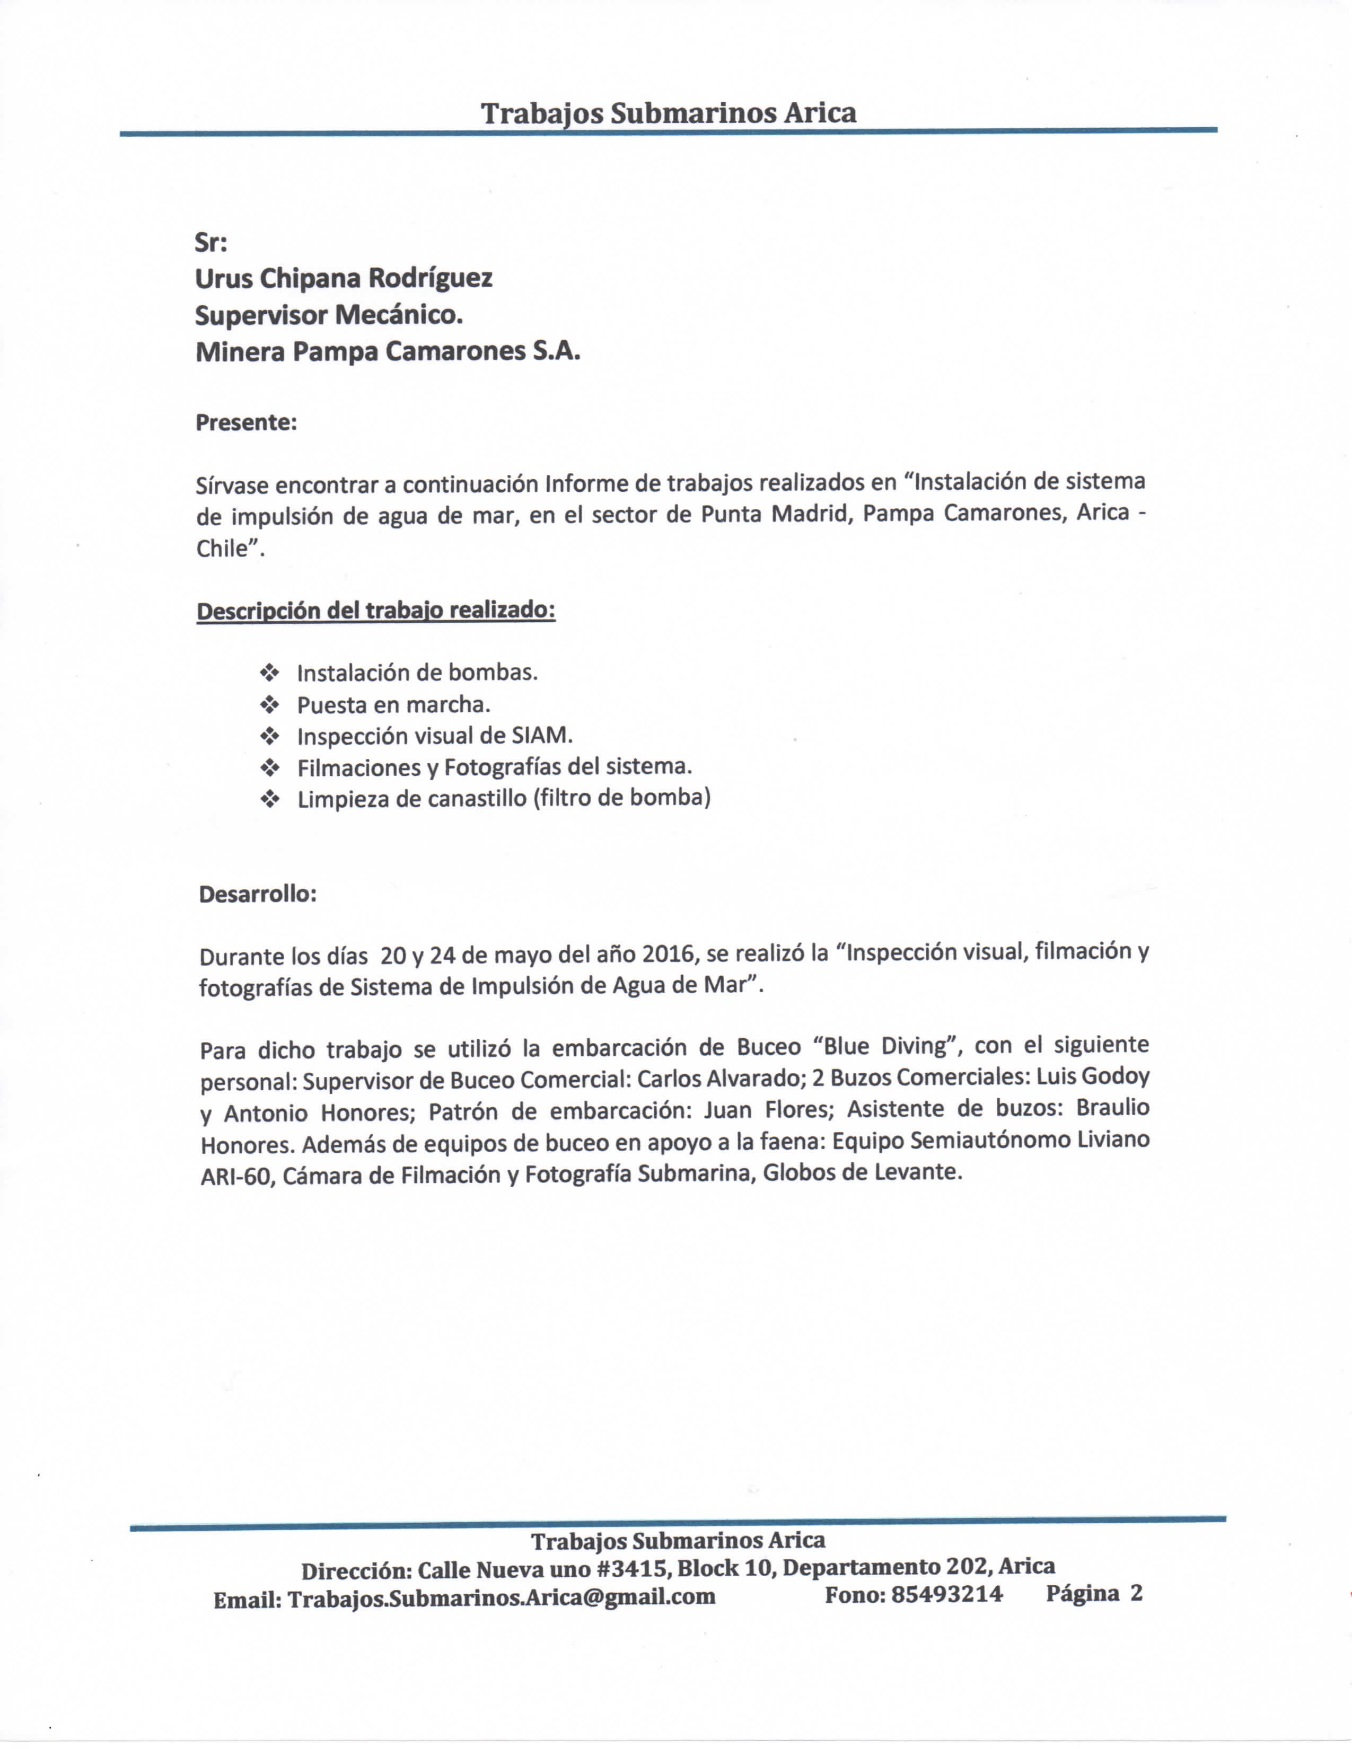 Trabajos Submarinos Arica
Sr:
Urus Chipana Rodríguez
Supervisor Mecánico.
Minera Pampa Camarones S.A.
Presente:
Sírvase encontrar a continuación Informe de trabajos realizados en “Instalación de sistema
de impulsión de agua de mar, en el sector de Punta Madrid, Pampa Camarones, Arica -
Chile”.
Descripción del trabajo realizado:
❖ Instalación de bombas.
❖ Puesta en marcha.
❖ Inspección visual de SIAM.
❖ Filmaciones y Fotografías del sistema.
❖ Limpieza de canastillo (filtro de bomba)
Desarrollo:
Durante los días  20 y 24 de mayo del año 2016, se realizó la “Inspección visual, filmación y
fotografías de Sistema de Impulsión de Agua de Mar”.
Para dicho trabajo se utilizó la embarcación de Buceo “Blue Diving”, con el siguiente
personal: Supervisor de Buceo Comercial: Carlos Alvarado; 2 Buzos Comerciales: Luis Godoy
y Antonio Honores; Patrón de embarcación: Juan Flores; Asistente de buzos: Braulio
Honores. Además de equipos de buceo en apoyo a la faena: Equipo Semiautónomo Liviano
ARI-60, Cámara de Filmación y Fotografía Submarina, Globos de Levante.
Trabajos Submarinos Arica
Dirección: Calle Nueva uno #3415, Block 10, Departamento 202, Arica
Email: Trabajos.Submarinos.Arica@gmail.com Fono: 85493214 Página 2